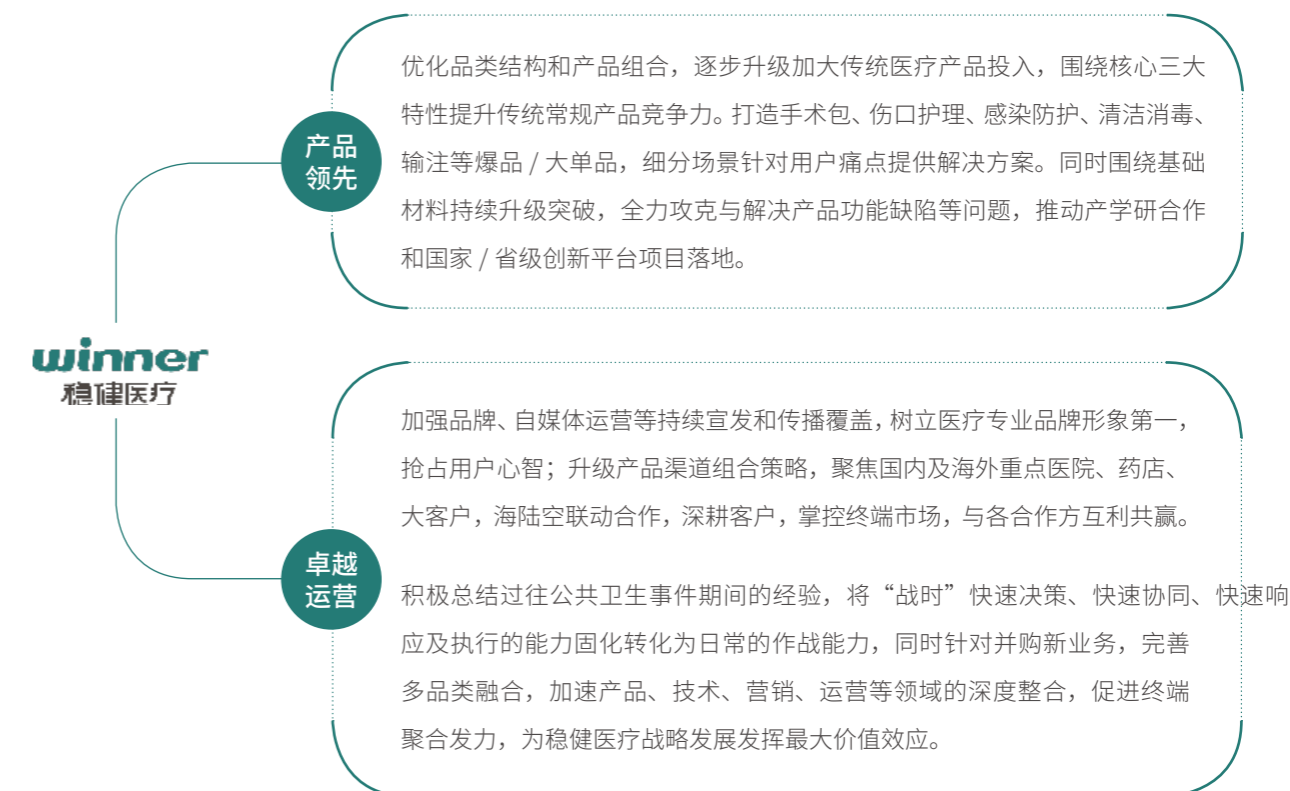 优化品类结构和产品组合，逐步升级加大传统医疗产品投入，围绕核心三大
特性提升传统常规产品竞争力。打造手术包、伤口护理、感染防护、清洁消毒、
输注等爆品 / 大单品，细分场景针对用户痛点提供解决方案。同时围绕基础
材料持续升级突破，全力攻克与解决产品功能缺陷等问题，推动产学研合作
和国家 / 省级创新平台项目落地。
产品
领先
winner
稳健医疗
加强品牌、自媒体运营等持续宣发和传播覆盖，树立医疗专业品牌形象第一，
抢占用户心智；升级产品渠道组合策略，聚焦国内及海外重点医院、药店、
大客户，海陆空联动合作，深耕客户，掌控终端市场，与各合作方互利共赢。
卓越
运营
积极总结过往公共卫生事件期间的经验，将“战时”快速决策、快速协同、快速响
应及执行的能力固化转化为日常的作战能力，同时针对并购新业务，完善
多品类融合，加速产品、技术、营销、运营等领域的深度整合，促进终端
聚合发力，为稳健医疗战略发展发挥最大价值效应。